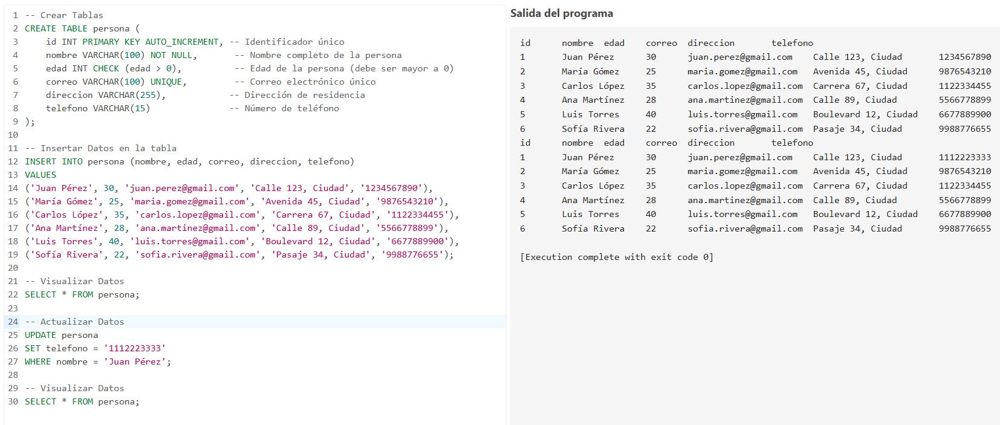 1 -- Crear Tablas
2 CREATE TABLE persona (
3     id INT PRIMARY KEY AUTO_INCREMENT, -- Identificador único
4     nombre VARCHAR(100) NOT NULL,       -- Nombre completo de la persona
5     edad INT CHECK (edad > 0),          -- Edad de la persona (debe ser mayor a 0)
6     correo VARCHAR(100) UNIQUE,         -- Correo electrónico único
7     direccion VARCHAR(255),            -- Dirección de residencia
8     telefono VARCHAR(15)               -- Número de teléfono
9 );
10
11 -- Insertar Datos en la tabla
12 INSERT INTO persona (nombre, edad, correo, direccion, telefono)
13 VALUES
14 ('Juan Pérez', 30, 'juan.perez@gmail.com', 'Calle 123, Ciudad', '1234567890'),
15 ('María Gómez', 25, 'maria.gomez@gmail.com', 'Avenida 45, Ciudad', '9876543210'),
16 ('Carlos López', 35, 'carlos.lopez@gmail.com', 'Carrera 67, Ciudad', '1122334455'),
17 ('Ana Martínez', 28, 'ana.martinez@gmail.com', 'Calle 89, Ciudad', '5566778899'),
18 ('Luis Torres', 40, 'luis.torres@gmail.com', 'Boulevard 12, Ciudad', '6677889900'),
19 ('Sofía Rivera', 22, 'sofia.rivera@gmail.com', 'Pasaje 34, Ciudad', '9988776655');
20
21 -- Visualizar Datos
22 SELECT * FROM persona;
23
24 -- Actualizar Datos
25 UPDATE persona
26 SET telefono = '1112223333'
27 WHERE nombre = 'Juan Pérez';
28
29 -- Visualizar Datos
30 SELECT * FROM persona;
Salida del programa
id nombre edad correo direccion telefono
1 Juan Pérez 30 juan.perez@gmail.com Calle 123, Ciudad 1234567890
2 María Gómez 25 maria.gomez@gmail.com Avenida 45, Ciudad 9876543210
3 Carlos López 35 carlos.lopez@gmail.com Carrera 67, Ciudad 1122334455
4 Ana Martínez 28 ana.martinez@gmail.com Calle 89, Ciudad 5566778899
5 Luis Torres 40 luis.torres@gmail.com Boulevard 12, Ciudad 6677889900
6 Sofía Rivera 22 sofia.rivera@gmail.com Pasaje 34, Ciudad 9988776655
id nombre edad correo direccion telefono
1 Juan Pérez 30 juan.perez@gmail.com Calle 123, Ciudad 1112223333
2 María Gómez 25 maria.gomez@gmail.com Avenida 45, Ciudad 9876543210
3 Carlos López 35 carlos.lopez@gmail.com Carrera 67, Ciudad 1122334455
4 Ana Martínez 28 ana.martinez@gmail.com Calle 89, Ciudad 5566778899
5 Luis Torres 40 luis.torres@gmail.com Boulevard 12, Ciudad 6677889900
6 Sofía Rivera 22 sofia.rivera@gmail.com Pasaje 34, Ciudad 9988776655
[Execution complete with exit code 0]